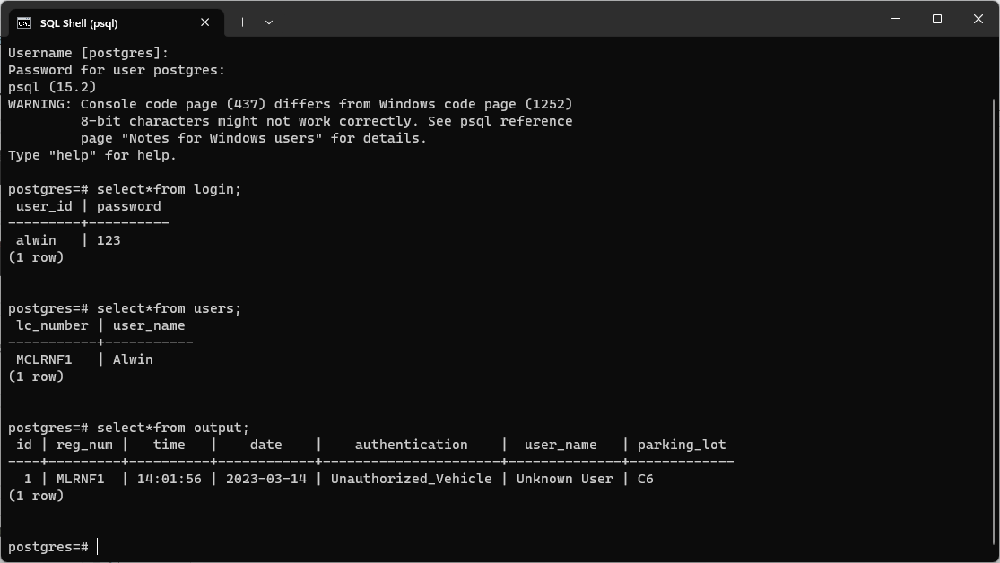 SQL Shell (psql)
Username [postgres]:
Password for user postgres:
psql (15.2)
WARNING: Console code page (437) differs from Windows code page (1252)
         8-bit characters might not work correctly. See psql reference
         page "Notes for Windows users" for details.
Type "help" for help.

postgres=# select*from login;
 user_id | password
---------+----------
 alwin   | 123
(1 row)


postgres=# select*from users;
 lc_number | user_name
-----------+-----------
 MCLRNF1   | Alwin
(1 row)


postgres=# select*from output;
 id | reg_num |   time   |    date    |    authentication    |  user_name   | parking_lot
----+---------+----------+------------+----------------------+--------------+-------------
  1 | MLRNF1  | 14:01:56 | 2023-03-14 | Unauthorized_Vehicle | Unknown User | C6
(1 row)


postgres=#